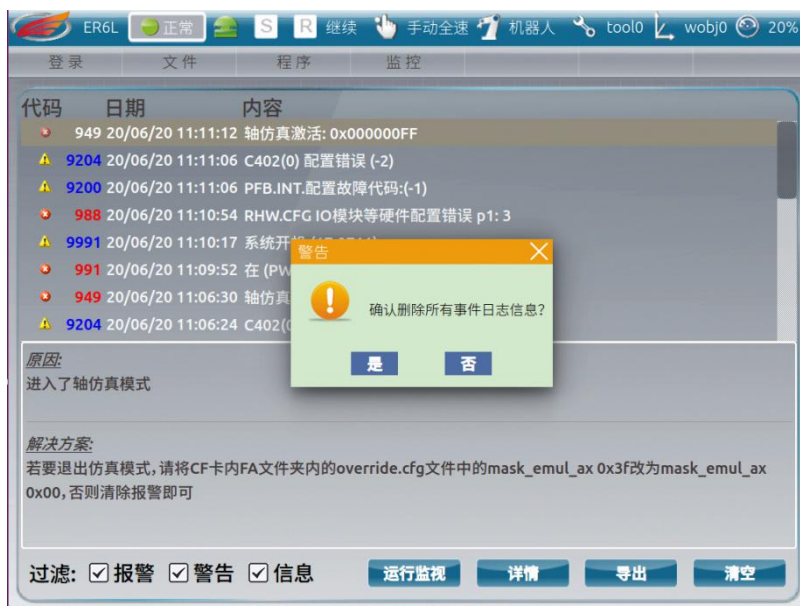 ER6L 正常 S R 继续 手动全速 机器人 tool0 wobj0 20%
登录 文件 程序 监控
代码 日期 内容
949 20/06/20 11:11:12 轴仿真激活: 0x000000FF
9204 20/06/20 11:11:06 C402(0) 配置错误 (-2)
9200 20/06/20 11:11:06 PFB.INT.配置故障代码:(-1)
988 20/06/20 11:10:54 RHW.CFG IO模块等硬件配置错误 p1: 3
9991 20/06/20 11:10:17 系统开
991 20/06/20 11:09:52 在 (PW
949 20/06/20 11:06:30 轴仿真
9204 20/06/20 11:06:24 C402(
警告
确认删除所有事件日志信息?
是 否
原因:
进入了轴仿真模式
解决方案:
若要退出仿真模式,请将CF卡内FA文件夹内的override.cfg文件中的mask_emul_ax 0x3f改为mask_emul_ax
0x00,否则清除报警即可
过滤: 报警 警告 信息 运行监视 详情 导出 清空